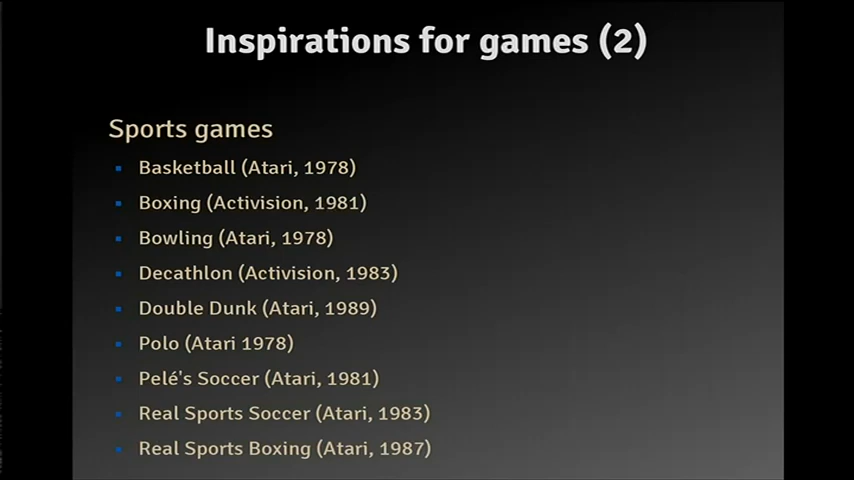 Inspirations for games (2)
Sports games
Basketball (Atari, 1978)
Boxing (Activision, 1981)
Bowling (Atari, 1978)
Decathlon (Activision, 1983)
Double Dunk (Atari, 1989)
Polo (Atari 1978)
Pelé's Soccer (Atari, 1981)
Real Sports Soccer (Atari, 1983)
Real Sports Boxing (Atari, 1987)